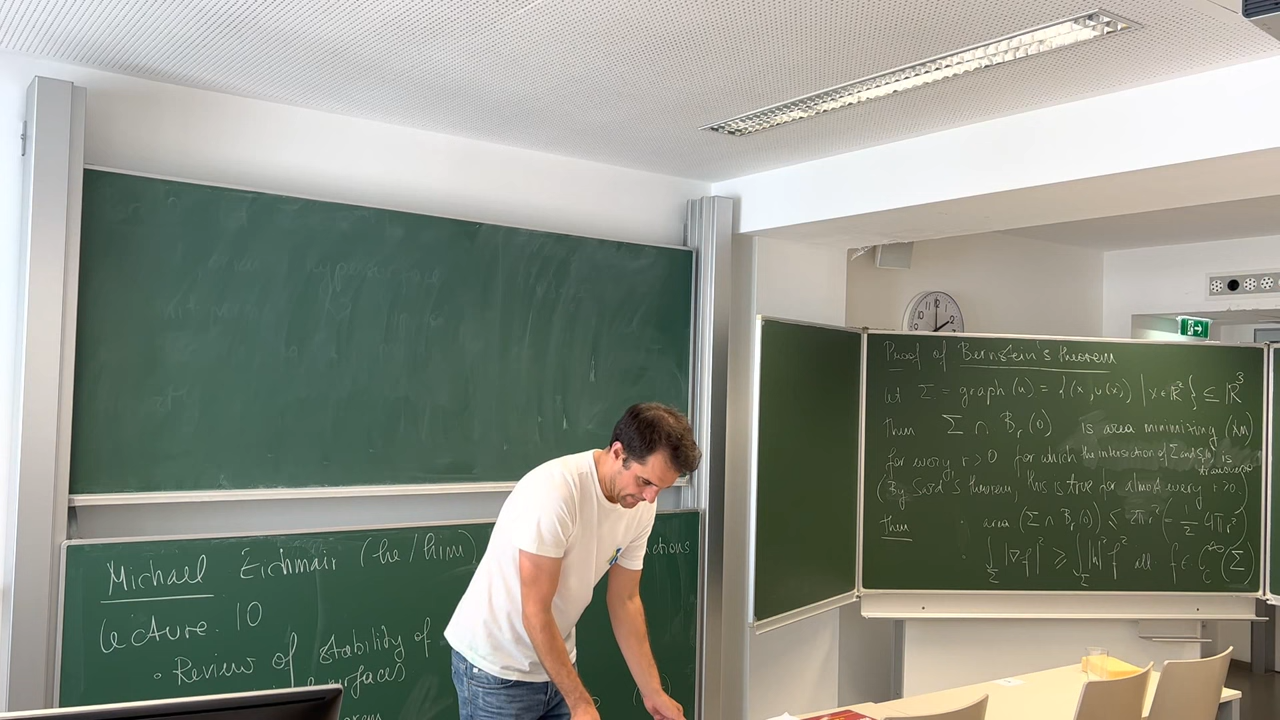 Michael Eichmair (he/him)
Lecture 10
• Review of stability of
Proof of Bernstein's theorem
let Σ = graph (u) = {(x, u(x)) | x ∈ ℝ²} ⊆ ℝ³
then Σ ∩ B_r(0) is area minimizing
for every r > 0 for which the intersection of Σ and is
transverse
(By Sard's theorem, this is true for almost every r > 0.)
then : area (Σ ∩ B_r(0)) ≤ 2πr² (= 1/2 4πr²)
∫_Σ |∇f|² ≥ ∫_Σ |h|² f² all f ∈ C_c^∞ (Σ)